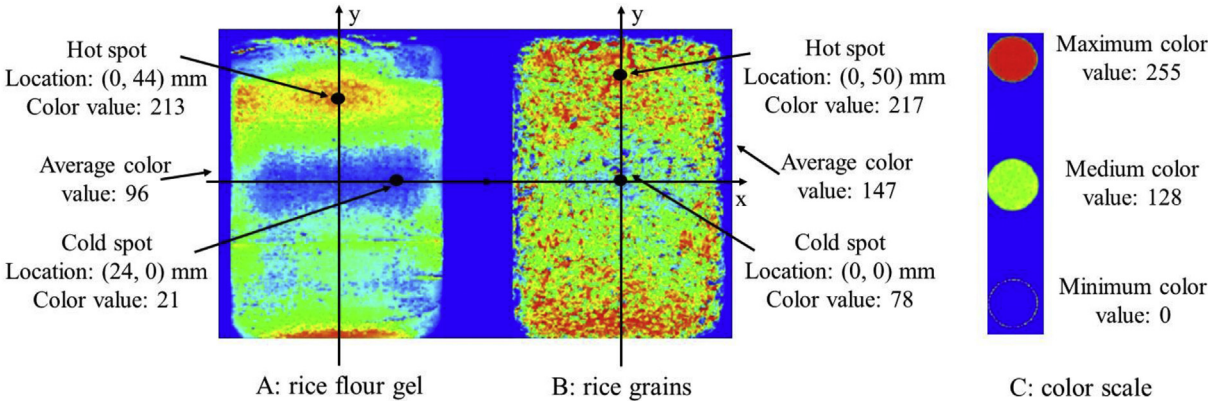 y
y
Hot spot
Location: (0, 44) mm
Color value: 213
Average color
value: 96
Cold spot
Location: (24, 0) mm
Color value: 21
Hot spot
Location: (0, 50) mm
Color value: 217
Average color
value: 147
x
Cold spot
Location: (0, 0) mm
Color value: 78
Maximum color
value: 255
Medium color
value: 128
Minimum color
value: 0
A: rice flour gel
B: rice grains
C: color scale